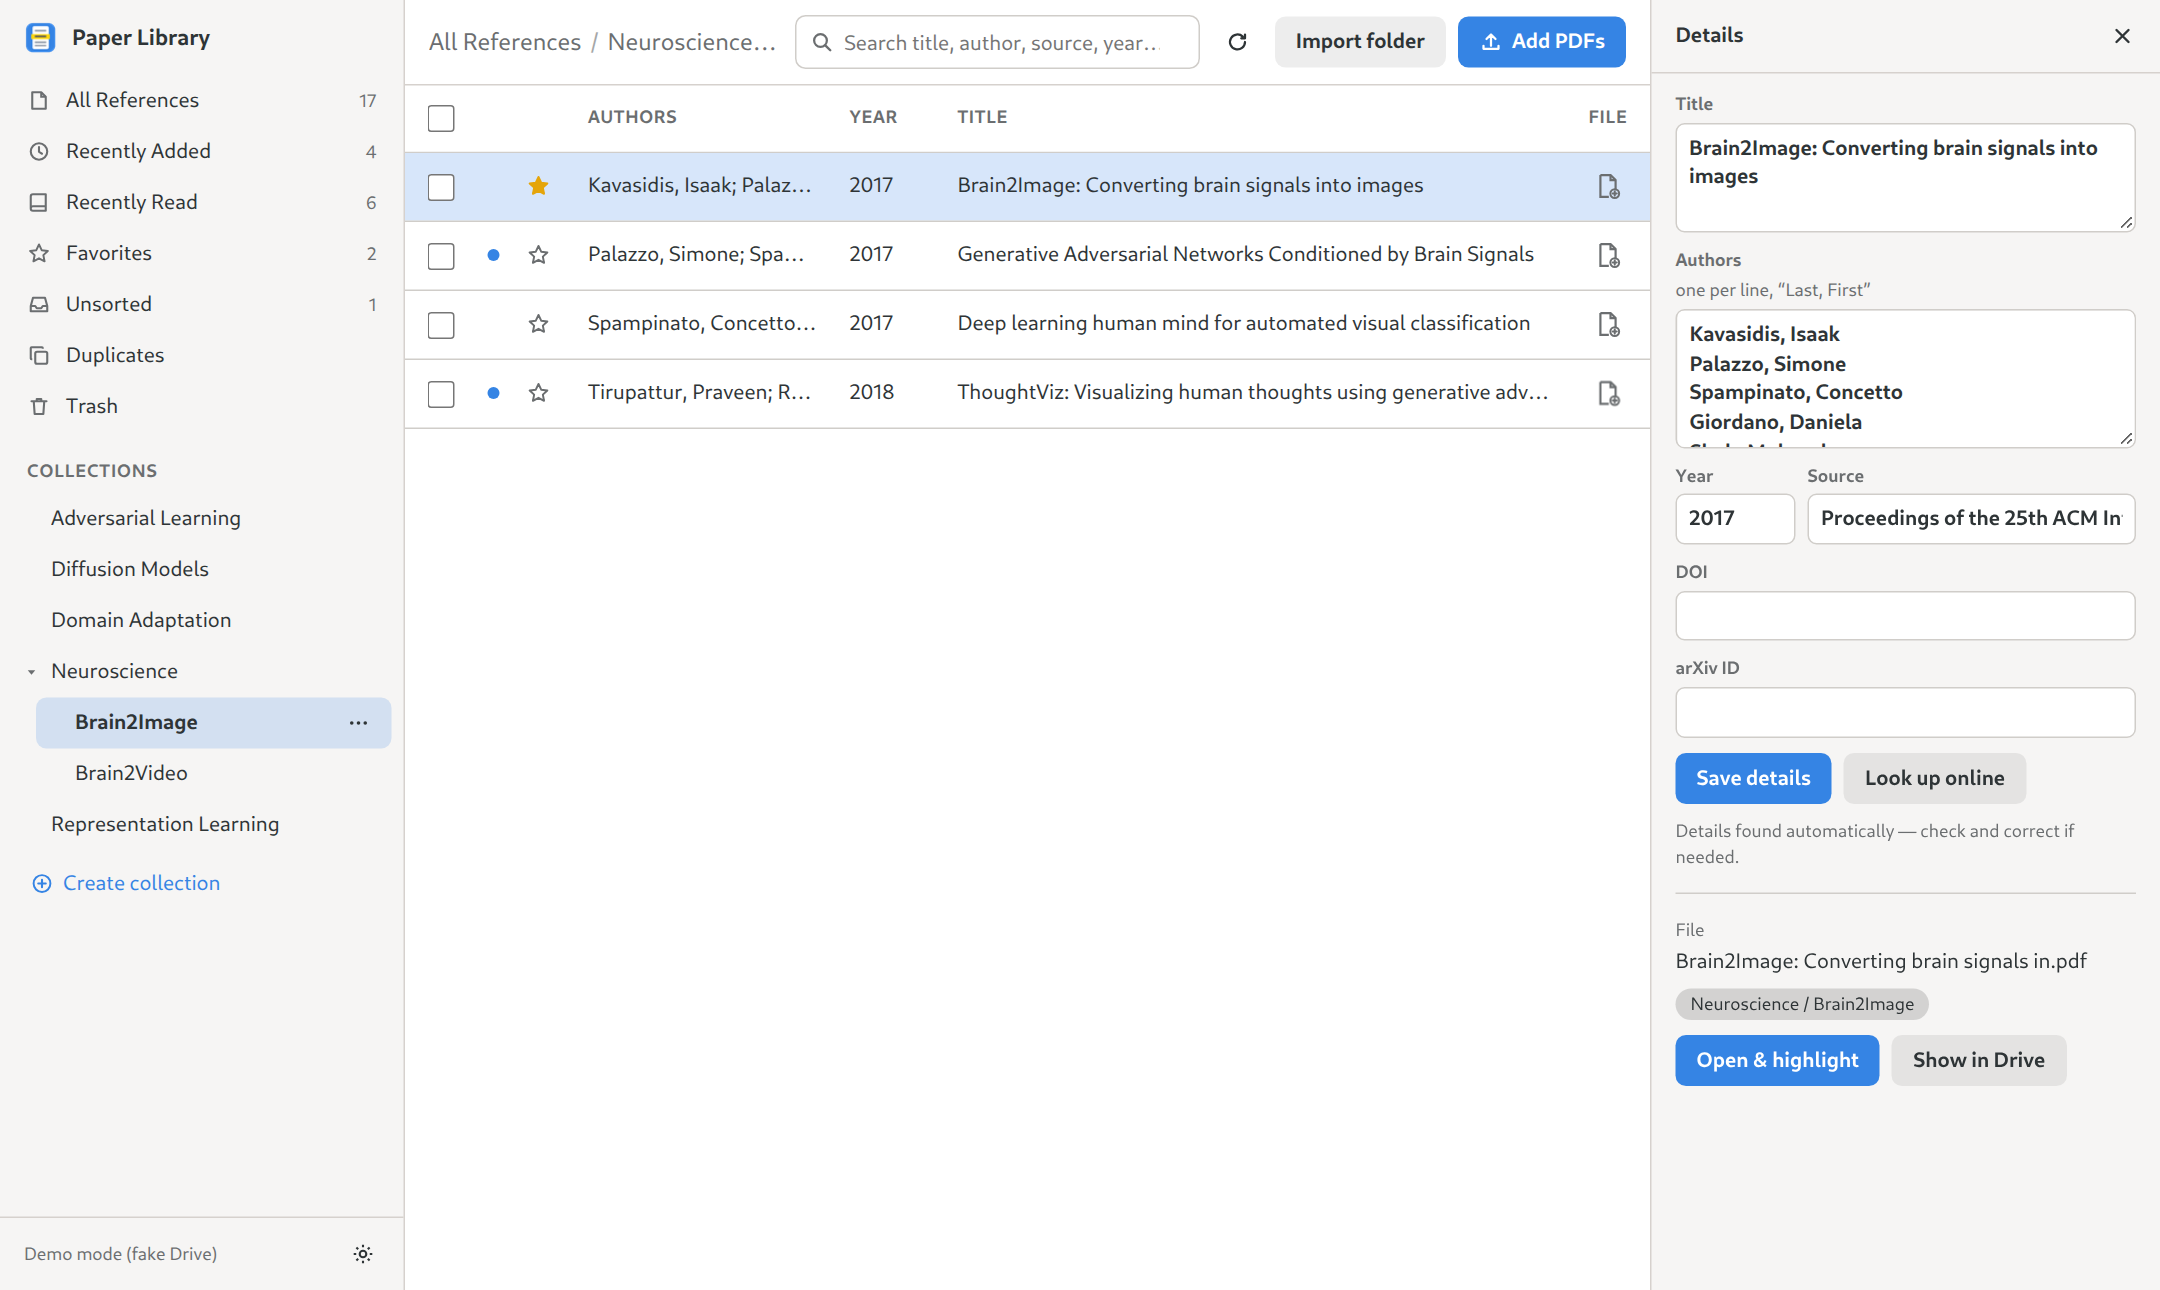 Paper Library
All References 17
Recently Added 4
Recently Read 6
Favorites 2
Unsorted 1
Duplicates
Trash
COLLECTIONS
Adversarial Learning
Diffusion Models
Domain Adaptation
Neuroscience
Brain2Image ...
Brain2Video
Representation Learning
Create collection
Demo mode (fake Drive)
All References / Neuroscience...
Search title, author, source, year...
Import folder
Add PDFs
AUTHORS YEAR TITLE FILE
Kavasidis, Isaak; Palaz... 2017 Brain2Image: Converting brain signals into images
Palazzo, Simone; Spa... 2017 Generative Adversarial Networks Conditioned by Brain Signals
Spampinato, Concetto... 2017 Deep learning human mind for automated visual classification
Tirupattur, Praveen; R... 2018 ThoughtViz: Visualizing human thoughts using generative adv...
Details
Title
Brain2Image: Converting brain signals into
images
Authors
one per line, “Last, First”
Kavasidis, Isaak
Palazzo, Simone
Spampinato, Concetto
Giordano, Daniela
Year Source
2017 Proceedings of the 25th ACM In
DOI
arXiv ID
Save details Look up online
Details found automatically — check and correct if
needed.
File
Brain2Image: Converting brain signals in.pdf
Neuroscience / Brain2Image
Open & highlight Show in Drive